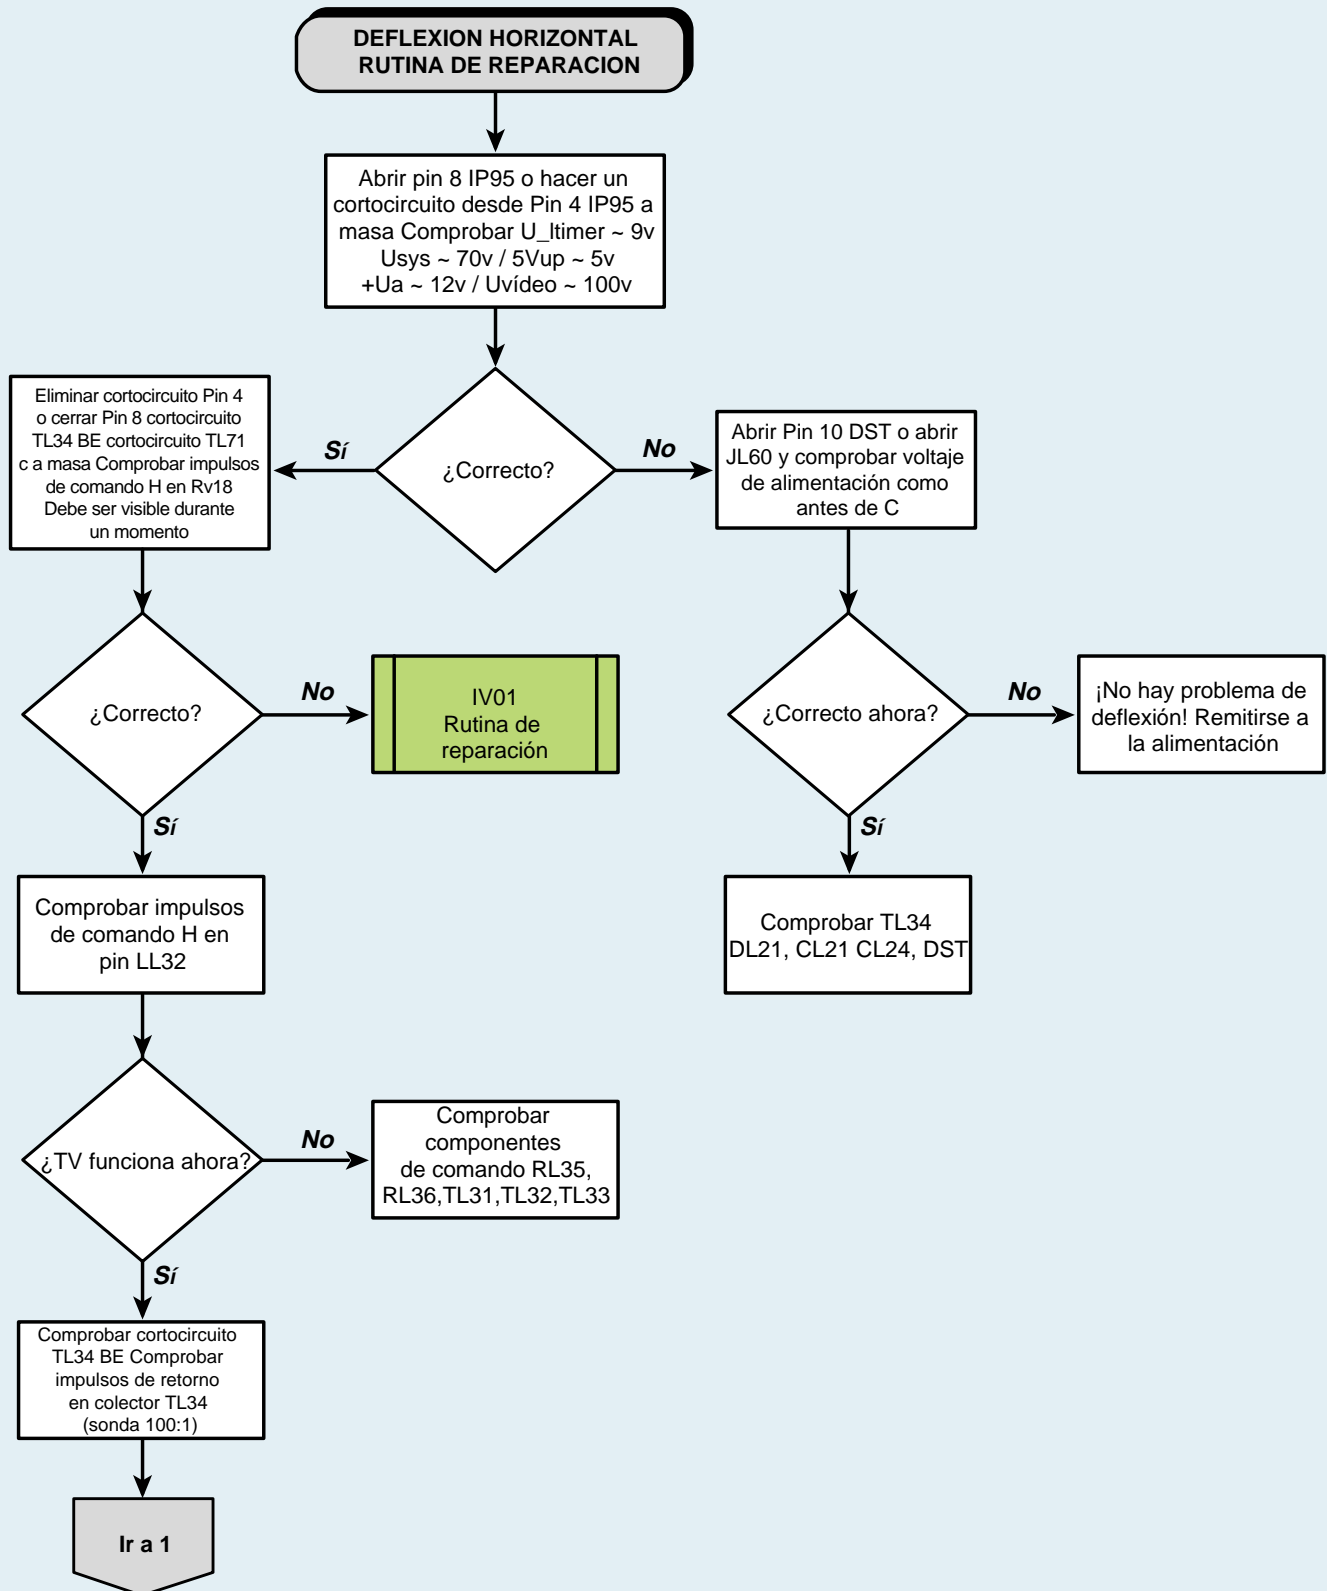 DEFLEXION HORIZONTAL
RUTINA DE REPARACION
Abrir pin 8 IP95 o hacer un
cortocircuito desde Pin 4 IP95 a
masa Comprobar U_ltimer ~ 9v
Usys ~ 70v / 5Vup ~ 5v
+Ua ~ 12v / Uvídeo ~ 100v
¿Correcto?
Sí
No
Eliminar cortocircuito Pin 4
o cerrar Pin 8 cortocircuito
TL34 BE cortocircuito TL71
c a masa Comprobar impulsos
de comando H en Rv18
Debe ser visible durante
un momento
Abrir Pin 10 DST o abrir
JL60 y comprobar voltaje
de alimentación como
antes de C
¿Correcto?
No
Sí
IV01
Rutina de
reparación
¿Correcto ahora?
No
Sí
¡No hay problema de
deflexión! Remitirse a
la alimentación
Comprobar impulsos
de comando H en
pin LL32
Comprobar TL34
DL21, CL21 CL24, DST
¿TV funciona ahora?
No
Sí
Comprobar
componentes
de comando RL35,
RL36,TL31,TL32,TL33
Comprobar cortocircuito
TL34 BE Comprobar
impulsos de retorno
en colector TL34
(sonda 100:1)
Ir a 1